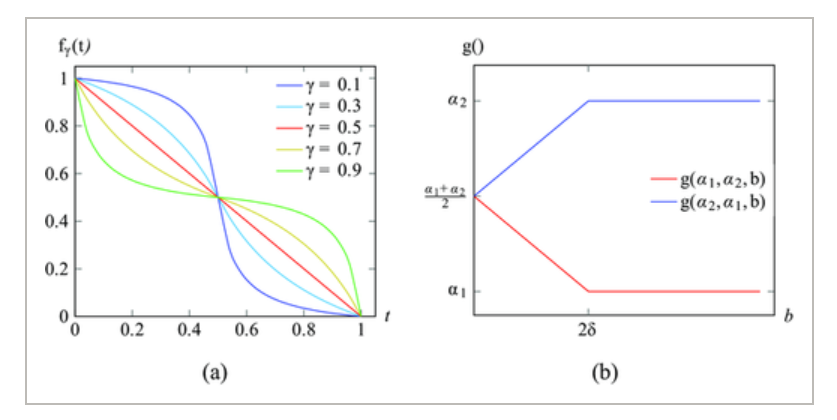 fγ(t)
1
0.8
0.6
0.4
0.2
0
0 0.2 0.4 0.6 0.8 1 t
γ = 0.1
γ = 0.3
γ = 0.5
γ = 0.7
γ = 0.9
(a)
g()
α2
α1+α2
2
α1
2δ b
g(α1,α2,b)
g(α2,α1,b)
(b)